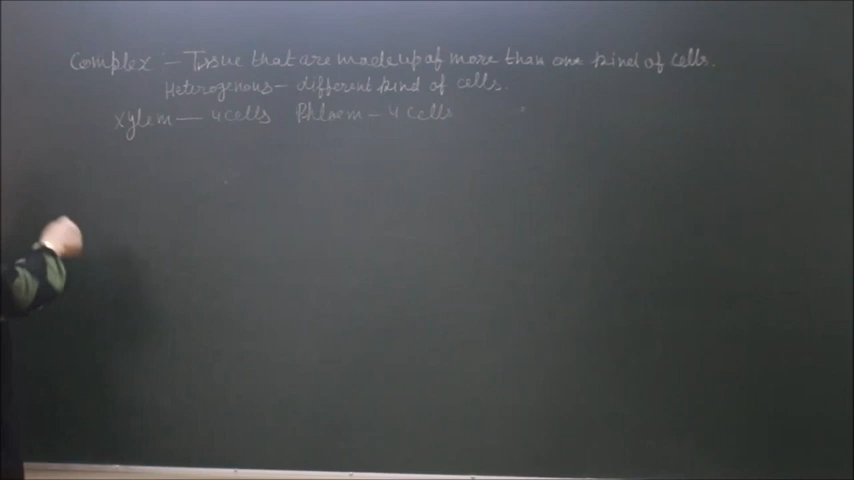 Complex :- Tissue that are made up of more than one kind of cells.
Heterogenous - different kind of cells.
xylem - 4 cells Phloem - 4 cells